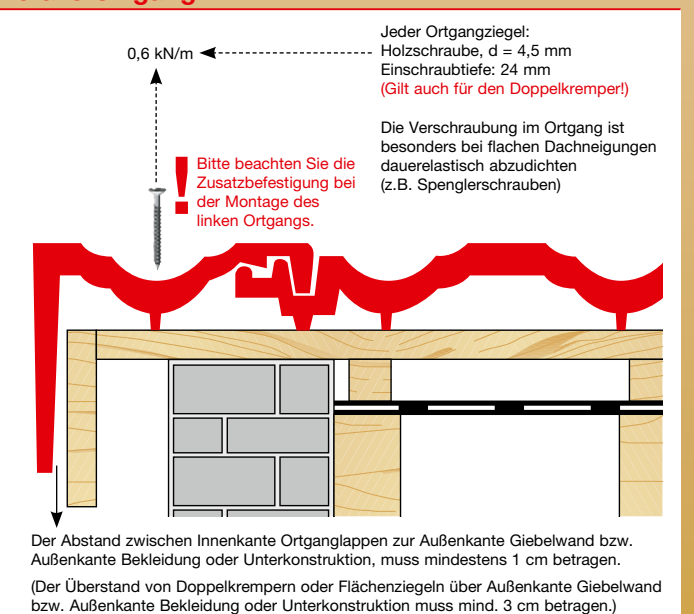 Jeder Ortgangziegel:
0,6 kN/m
Holzschraube, d = 4,5 mm
Einschraubtiefe: 24 mm
(Gilt auch für den Doppelkremper!)
Die Verschraubung im Ortgang ist
besonders bei flachen Dachneigungen
dauerelastisch abzudichten
(z.B. Spenglerschrauben)
! Bitte beachten Sie die
Zusatzbefestigung bei
der Montage des
linken Ortgangs.
Der Abstand zwischen Innenkante Ortganglappen zur Außenkante Giebelwand bzw.
Außenkante Bekleidung oder Unterkonstruktion, muss mindestens 1 cm betragen.
(Der Überstand von Doppelkrempern oder Flächenziegeln über Außenkante Giebelwand
bzw. Außenkante Bekleidung oder Unterkonstruktion muss mind. 3 cm betragen.)